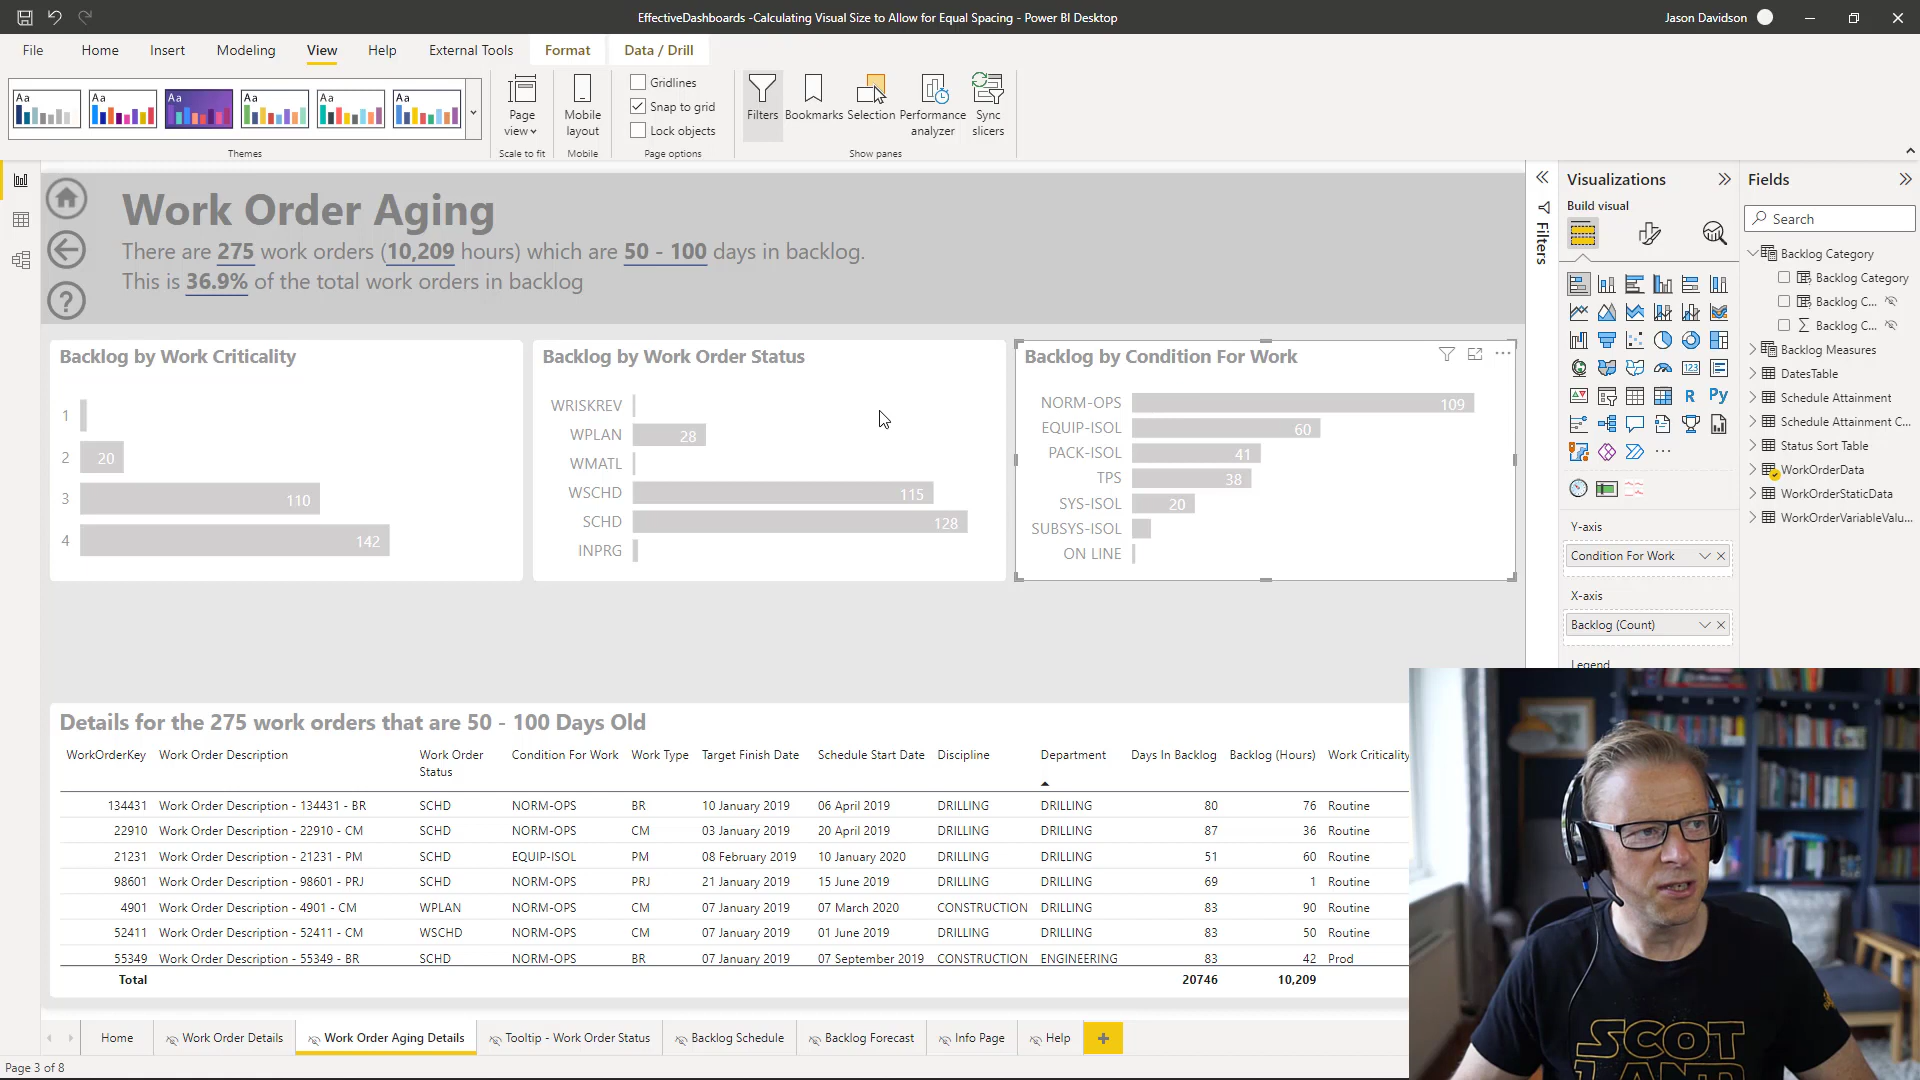 EffectiveDashboards -Calculating Visual Size to Allow for Equal Spacing - Power BI Desktop
Jason Davidson
File
Home
Insert
Modeling
View
Help
External Tools
Format
Data / Drill
Aa
Aa
Aa
Aa
Aa
Aa
Themes
Page view
Scale to fit
Mobile layout
Mobile
Gridlines
Snap to grid
Lock objects
Page options
Filters
Bookmarks
Selection
Performance analyzer
Sync slicers
Show panes
Work Order Aging
There are 275 work orders (10,209 hours) which are 50 - 100 days in backlog.
This is 36.9% of the total work orders in backlog
Backlog by Work Criticality
1
2 20
3 110
4 142
Backlog by Work Order Status
WRISKREV
WPLAN 28
WMATL
WSCHD 115
SCHD 128
INPRG
Backlog by Condition For Work
NORM-OPS 109
EQUIP-ISOL 60
PACK-ISOL 41
TPS 38
SYS-ISOL 20
SUBSYS-ISOL
ON LINE
Details for the 275 work orders that are 50 - 100 Days Old
WorkOrderKey Work Order Description Work Order Status Condition For Work Work Type Target Finish Date Schedule Start Date Discipline Department Days In Backlog Backlog (Hours) Work Criticality
134431 Work Order Description - 134431 - BR SCHD NORM-OPS BR 10 January 2019 06 April 2019 DRILLING DRILLING 80 76 Routine
22910 Work Order Description - 22910 - CM SCHD NORM-OPS CM 03 January 2019 20 April 2019 DRILLING DRILLING 87 36 Routine
21231 Work Order Description - 21231 - PM SCHD EQUIP-ISOL PM 08 February 2019 10 January 2020 DRILLING DRILLING 51 60 Routine
98601 Work Order Description - 98601 - PRJ SCHD NORM-OPS PRJ 21 January 2019 15 June 2019 DRILLING DRILLING 69 1 Routine
4901 Work Order Description - 4901 - CM WPLAN NORM-OPS CM 07 January 2019 07 March 2020 CONSTRUCTION DRILLING 83 90 Routine
52411 Work Order Description - 52411 - CM WSCHD NORM-OPS CM 07 January 2019 01 June 2019 DRILLING DRILLING 83 50 Routine
55349 Work Order Description - 55349 - BR SCHD NORM-OPS BR 07 January 2019 07 September 2019 CONSTRUCTION ENGINEERING 83 42 Prod
Total 20746 10,209
Filters
Visualizations
Build visual
123
R
Py
Y-axis
Condition For Work
X-axis
Backlog (Count)
Legend
Fields
Search
Backlog Category
Backlog Category
Backlog C...
Backlog C...
Backlog Measures
DatesTable
Schedule Attainment
Schedule Attainment C...
Status Sort Table
WorkOrderData
WorkOrderStaticData
WorkOrderVariableValu...
SCOT
LAND
Home
Work Order Details
Work Order Aging Details
Tooltip - Work Order Status
Backlog Schedule
Backlog Forecast
Info Page
Help
Page 3 of 8